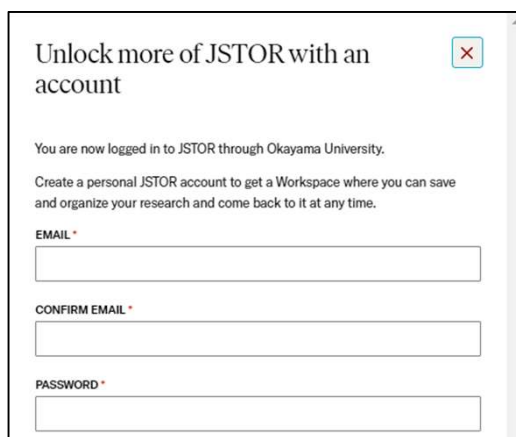 Unlock more of JSTOR with an
account
You are now logged in to JSTOR through Okayama University.
Create a personal JSTOR account to get a Workspace where you can save
and organize your research and come back to it at any time.
EMAIL *
CONFIRM EMAIL *
PASSWORD *